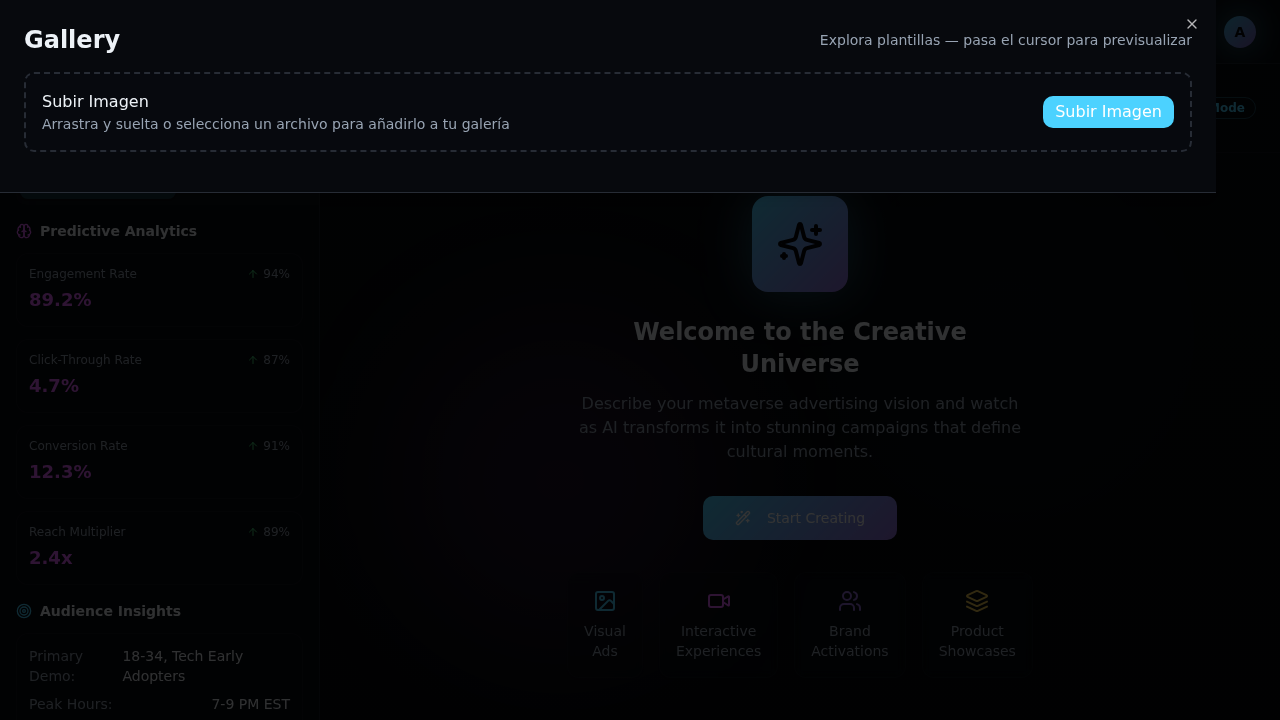 Gallery
Explora plantillas — pasa el cursor para previsualizar
A
Subir Imagen
Arrastra y suelta o selecciona un archivo para añadirlo a tu galería
Subir Imagen
Mode
Predictive Analytics
Engagement Rate
94%
89.2%
Click-Through Rate
87%
4.7%
Conversion Rate
91%
12.3%
Reach Multiplier
89%
2.4x
Audience Insights
Primary
Demo:
18-34, Tech Early
Adopters
Peak Hours:
7-9 PM EST
Welcome to the Creative
Universe
Describe your metaverse advertising vision and watch
as AI transforms it into stunning campaigns that define
cultural moments.
Start Creating
Visual
Ads
Interactive
Experiences
Brand
Activations
Product
Showcases